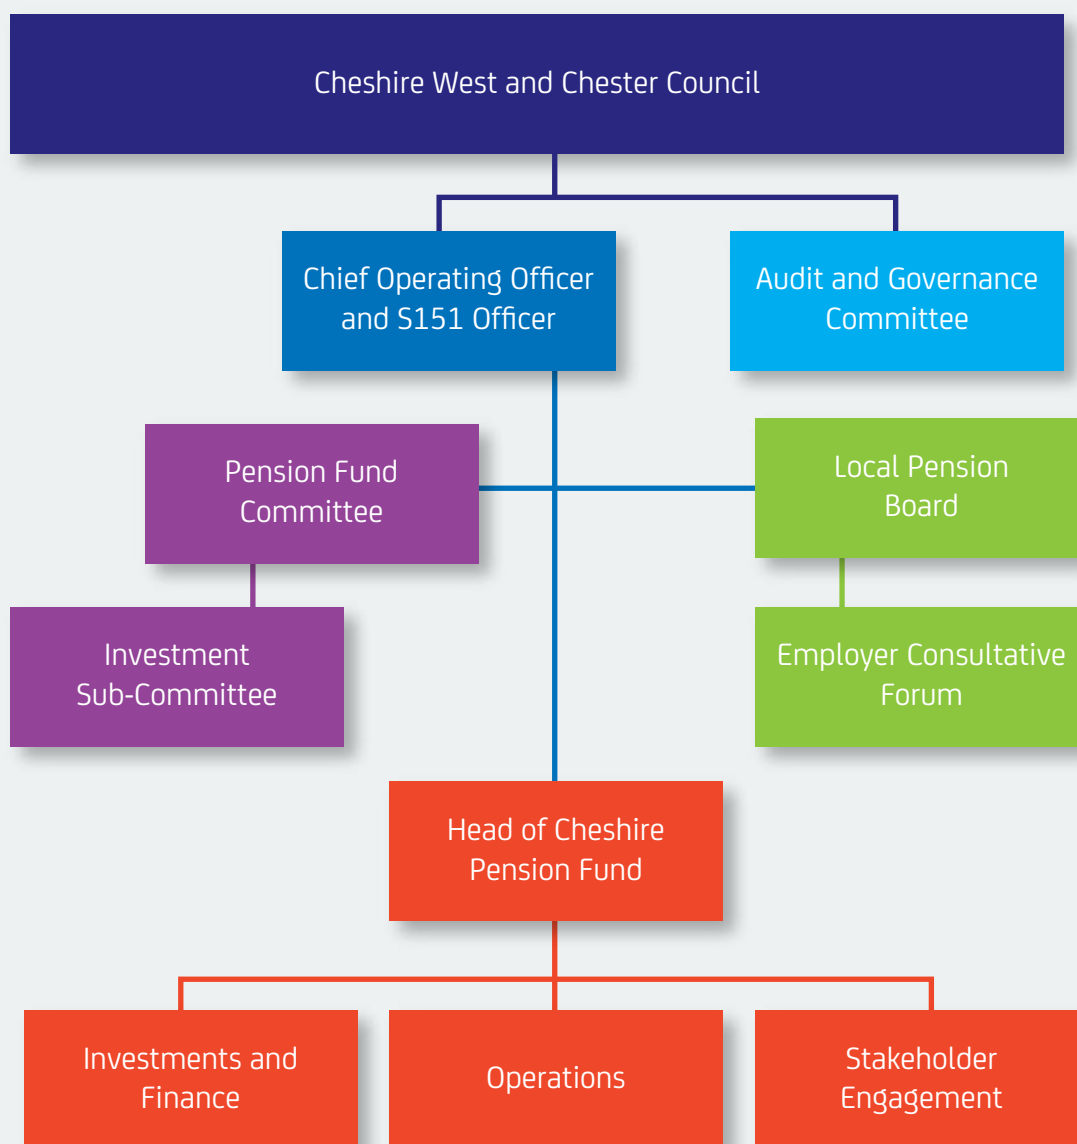 Cheshire West and Chester Council
Chief Operating Officer
and S151 Officer
Audit and Governance
Committee
Pension Fund
Committee
Local Pension
Board
Investment
Sub-Committee
Employer Consultative
Forum
Head of Cheshire
Pension Fund
Investments and
Finance
Operations
Stakeholder
Engagement